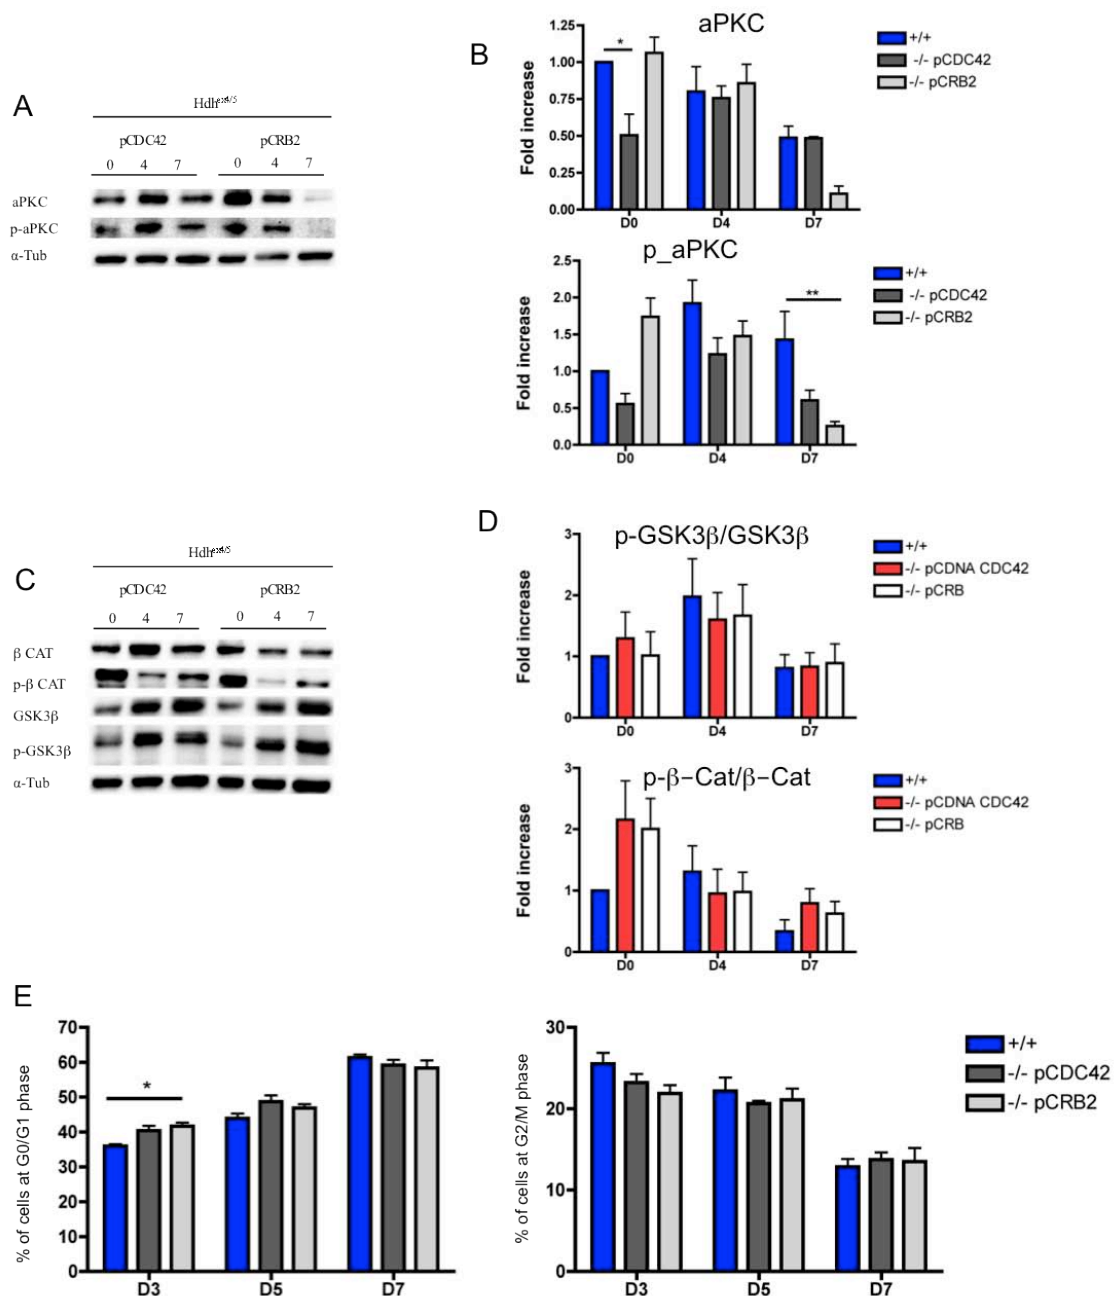 A
Hdh ex4/5
pCDC42 pCRB2
0 4 7 0 4 7
aPKC
p-aPKC
α-Tub
B
aPKC
Fold increase
1.25
1.00
0.75
0.50
0.25
0.00
*
D0 D4 D7
+/+
-/- pCDC42
-/- pCRB2
p_aPKC
Fold increase
2.5
2.0
1.5
1.0
0.5
0.0
**
D0 D4 D7
+/+
-/- pCDC42
-/- pCRB2
C
Hdh ex4/5
pCDC42 pCRB2
0 4 7 0 4 7
β CAT
p-β CAT
GSK3β
p-GSK3β
α-Tub
D
p-GSK3β/GSK3β
Fold increase
3
2
1
0
D0 D4 D7
+/+
-/- pCDNA CDC42
-/- pCRB
p-β-Cat/β-Cat
Fold increase
3
2
1
0
D0 D4 D7
+/+
-/- pCDNA CDC42
-/- pCRB
E
% of cells at G0/G1 phase
70
60
50
40
30
20
10
0
*
D3 D5 D7
% of cells at G2/M phase
30
20
10
0
D3 D5 D7
+/+
-/- pCDC42
-/- pCRB2